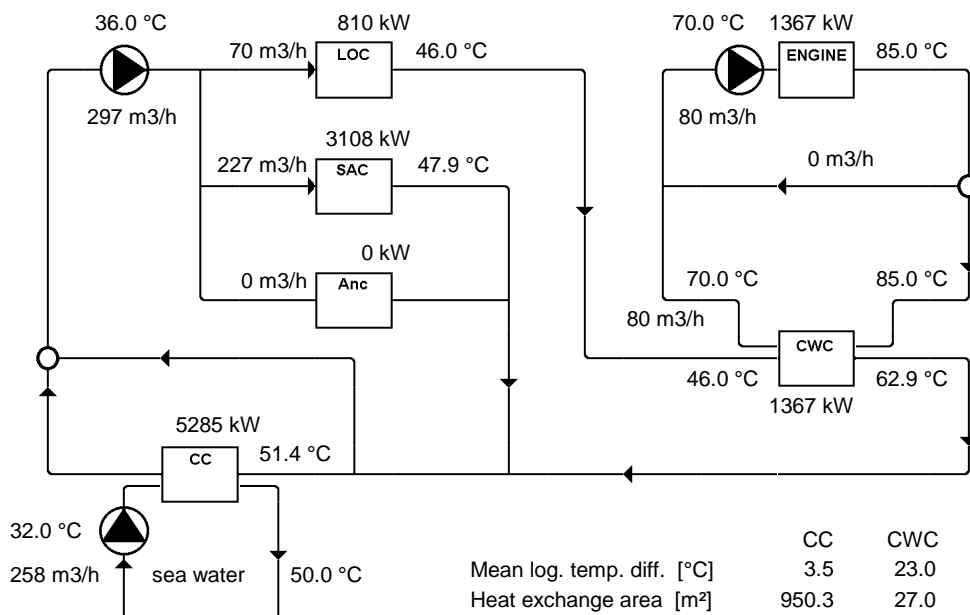 36.0 °C
810 kW
70.0 °C
1367 kW
70 m3/h
LOC
46.0 °C
ENGINE
85.0 °C
297 m3/h
80 m3/h
3108 kW
227 m3/h
SAC
47.9 °C
0 m3/h
0 kW
0 m3/h
Anc
70.0 °C
85.0 °C
80 m3/h
CWC
46.0 °C
62.9 °C
1367 kW
5285 kW
CC
51.4 °C
32.0 °C
258 m3/h
sea water
50.0 °C
CC CWC
Mean log. temp. diff. [°C] 3.5 23.0
Heat exchange area [m²] 950.3 27.0